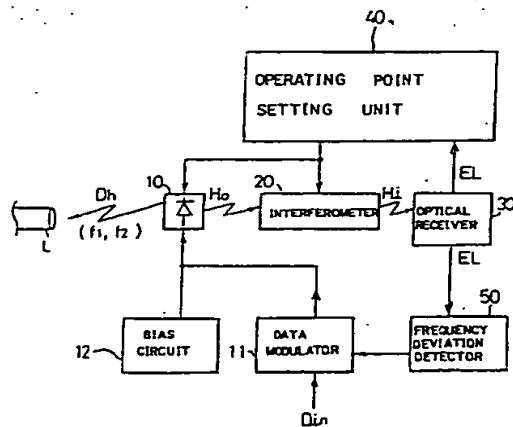 40
OPERATING POINT
SETTING UNIT
EL
Dh
10
Ho
20
Hi
30
L
(f1, f2)
INTERFEROMETER
OPTICAL
RECEIVER
EL
50
12
BIAS
CIRCUIT
11
DATA
MODULATOR
FREQUENCY
DEVIATION
DETECTOR
Din